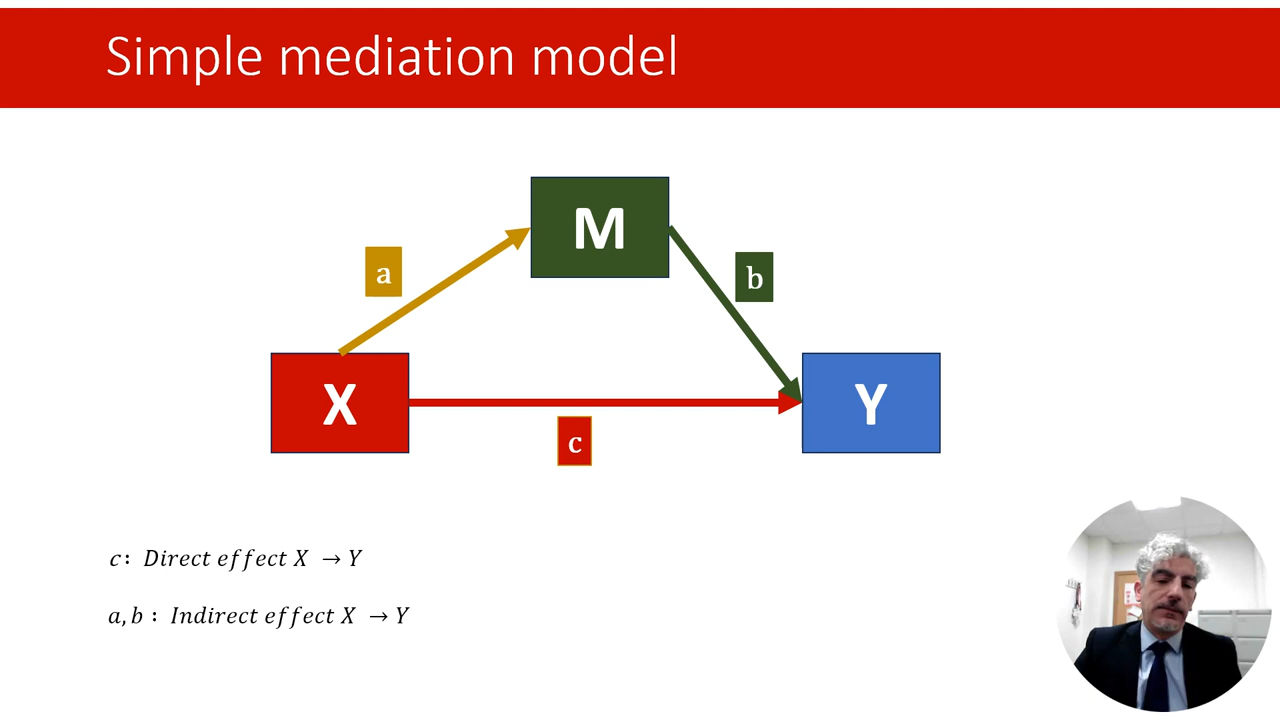 Simple mediation model
M
a
b
X
Y
c
c: Direct effect X → Y
a, b : Indirect effect X → Y